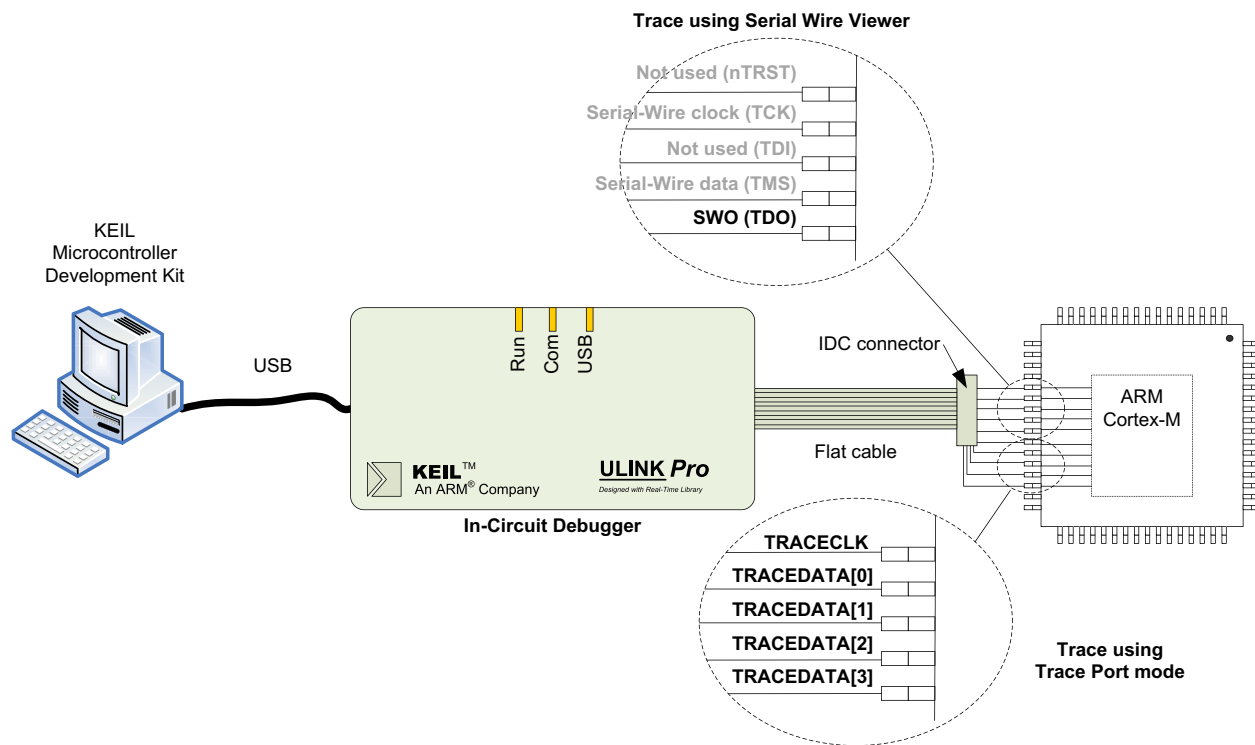 Trace using Serial Wire Viewer
Not used (nTRST)
Serial-Wire clock (TCK)
Not used (TDI)
Serial-Wire data (TMS)
SWO (TDO)
KEIL
Microcontroller
Development Kit
USB
Run
Com
USB
KEIL™
An ARM® Company
ULINK Pro
Designed with Real-Time Library
In-Circuit Debugger
IDC connector
Flat cable
ARM
Cortex-M
TRACECLK
TRACEDATA[0]
TRACEDATA[1]
TRACEDATA[2]
TRACEDATA[3]
Trace using
Trace Port mode